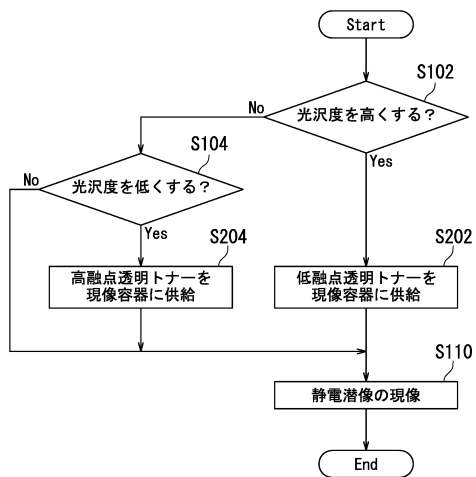 Start
S102
光沢度を高くする？
No
Yes
S104
光沢度を低くする？
No
Yes
S204
高融点透明トナーを
現像容器に供給
S202
低融点透明トナーを
現像容器に供給
S110
静電潜像の現像
End